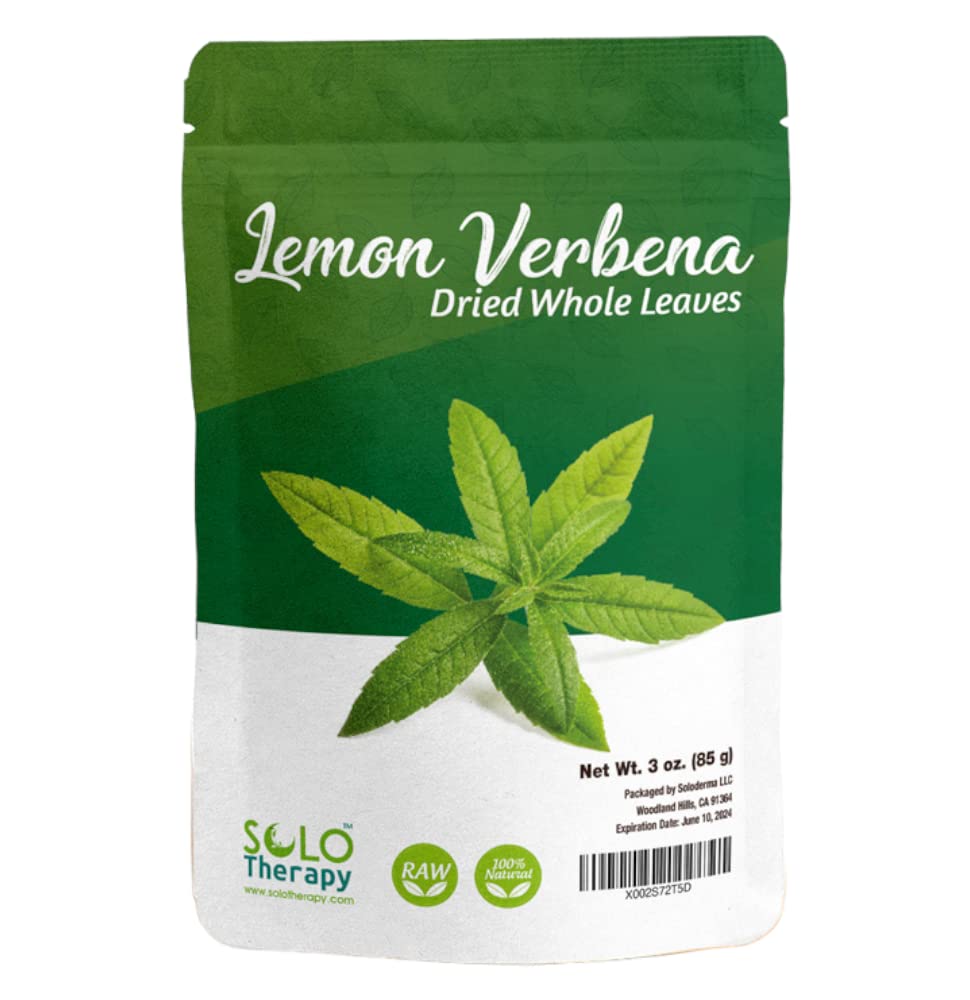 Lemon Verbena
Dried Whole Leaves
Net Wt. 3 oz. (85 g)
Packaged by Soloderma LLC
Woodland Hills, CA 91364
Expiration Date: June 10, 2024
SOLO™
Therapy
www.solotherapy.com
RAW
100%
Natural
X002S72T5D